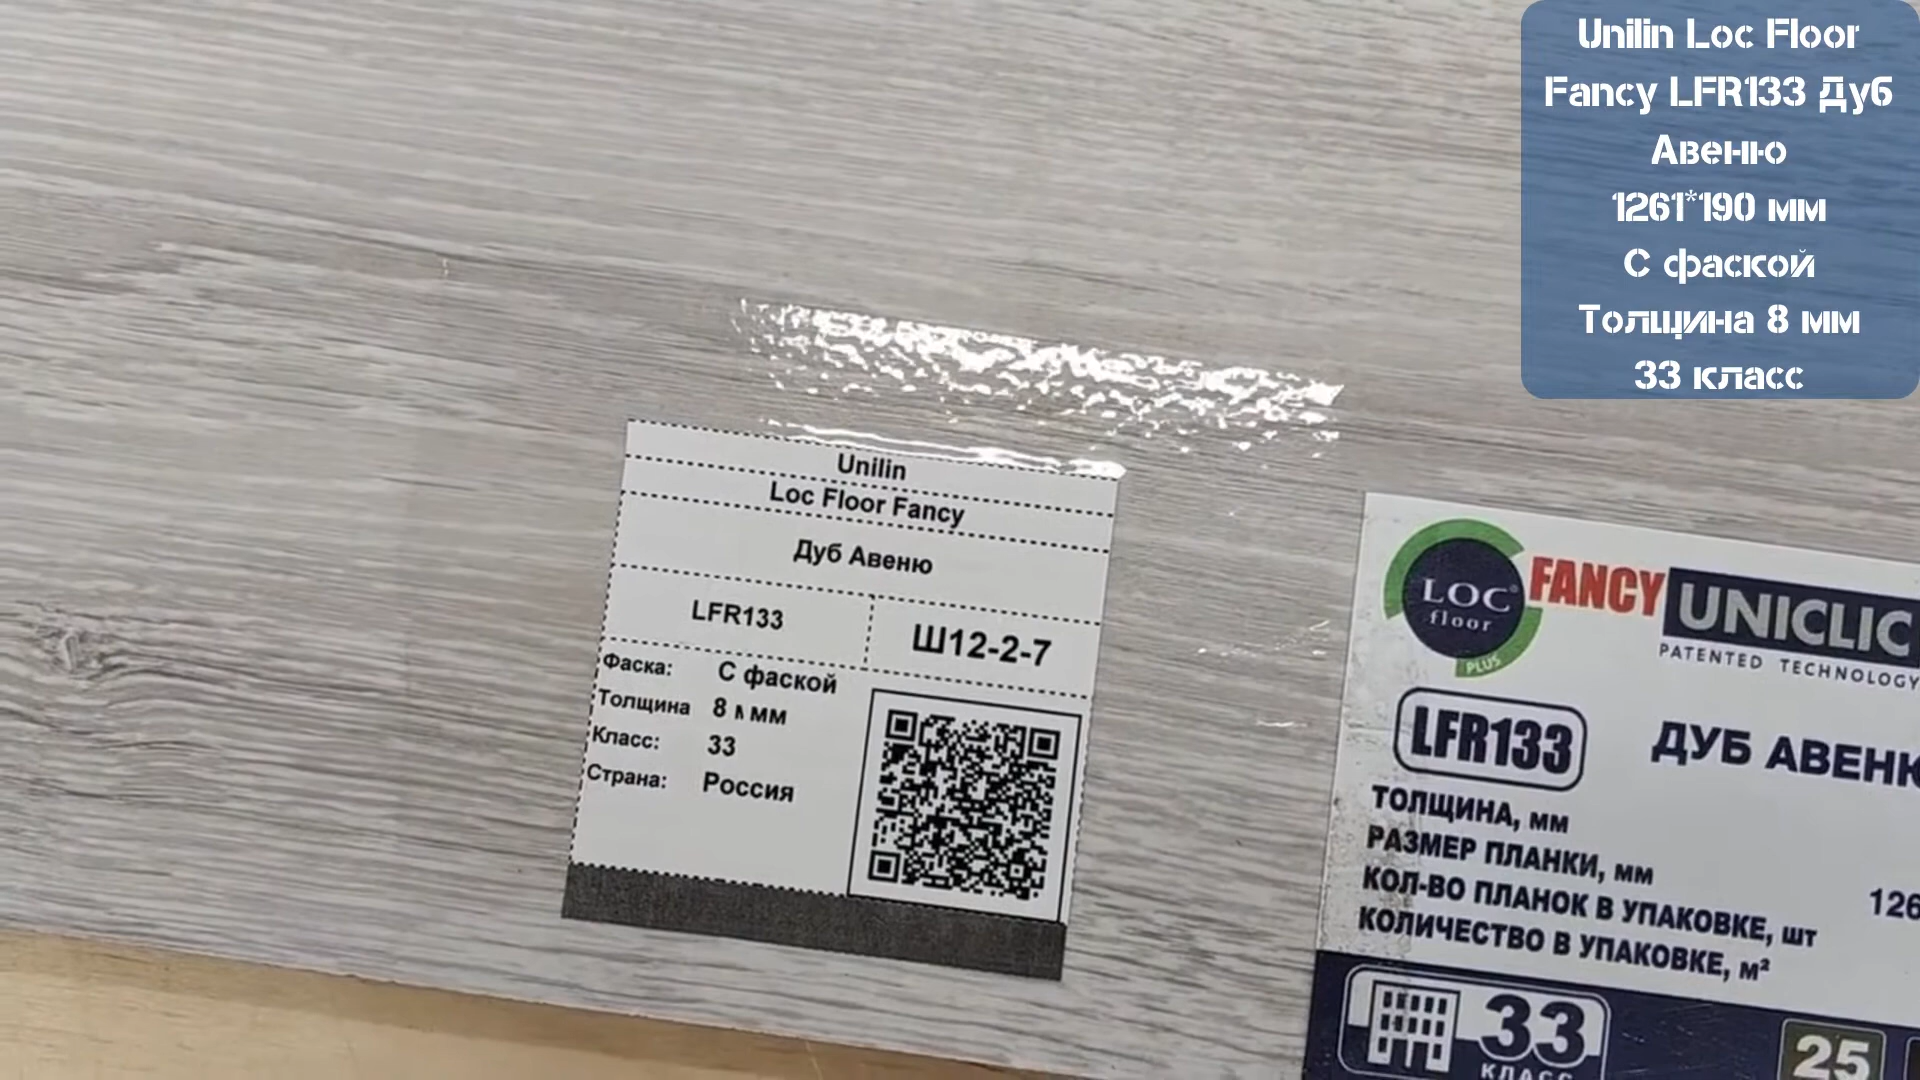 Unilin Loc Floor
Fancy LFR133 Дуб
Авеню
1261*190 мм
С фаской
Толщина 8 мм
33 класс
Unilin
Loc Floor Fancy
Дуб Авеню
LFR133
Ш12-2-7
Фаска: С фаской
Толщина 8 мм
Класс: 33
Страна: Россия
LOC
floor
PLUS
FANCY
UNICLIC
PATENTED TECHNOLOGY
LFR133
ДУБ АВЕНЮ
ТОЛЩИНА, мм
РАЗМЕР ПЛАНКИ, мм
126
КОЛ-ВО ПЛАНОК В УПАКОВКЕ, шт
КОЛИЧЕСТВО В УПАКОВКЕ, м²
33
КЛАСС
25